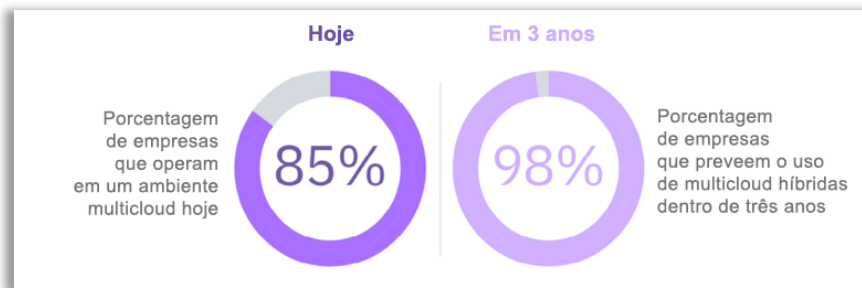 Hoje
Porcentagem
de empresas
que operam
em um ambiente
multicloud hoje
85%
Em 3 anos
98%
Porcentagem
de empresas
que preveem o uso
de multicloud híbridas
dentro de três anos